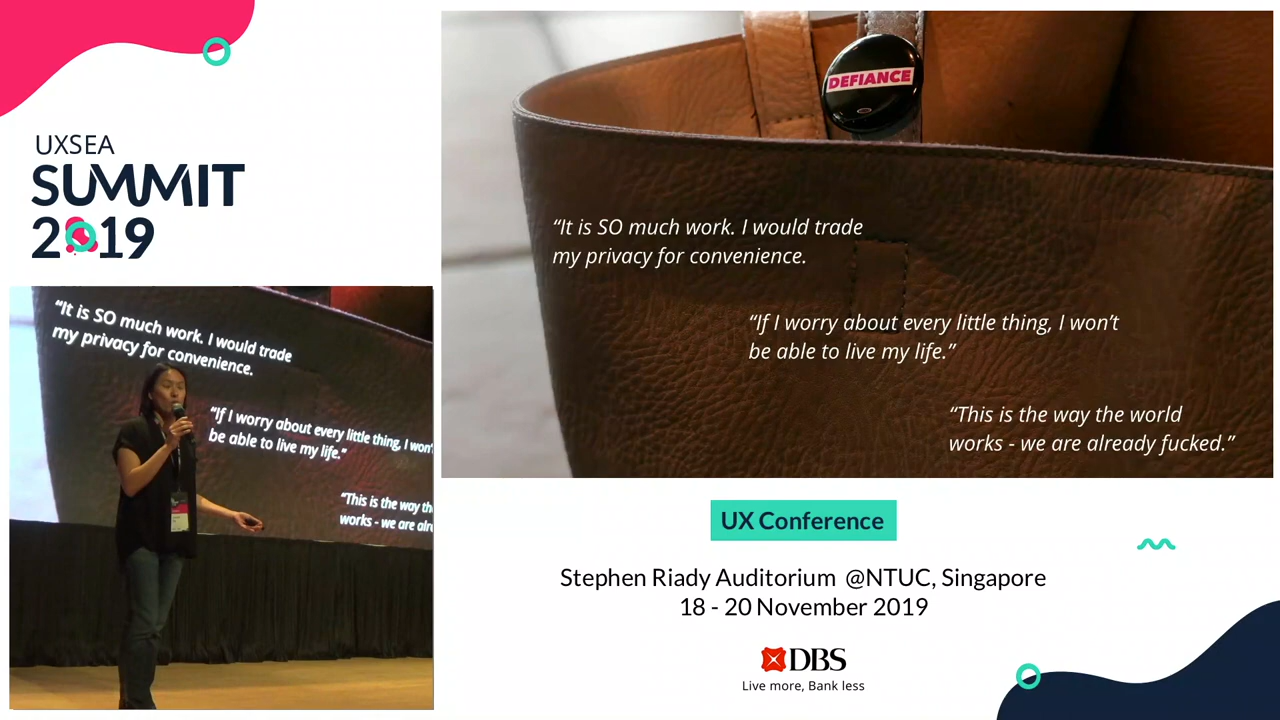 UXSEA
SUMMIT
2019
“It is SO much work. I would trade
my privacy for convenience.
“If I worry about every little thing, I won’
be able to live my life.”
“This is the way th
works - we are alr
DEFIANCE
“It is SO much work. I would trade
my privacy for convenience.
“If I worry about every little thing, I won’t
be able to live my life.”
“This is the way the world
works - we are already fucked.”
UX Conference
Stephen Riady Auditorium @NTUC, Singapore
18 - 20 November 2019
DBS
Live more, Bank less